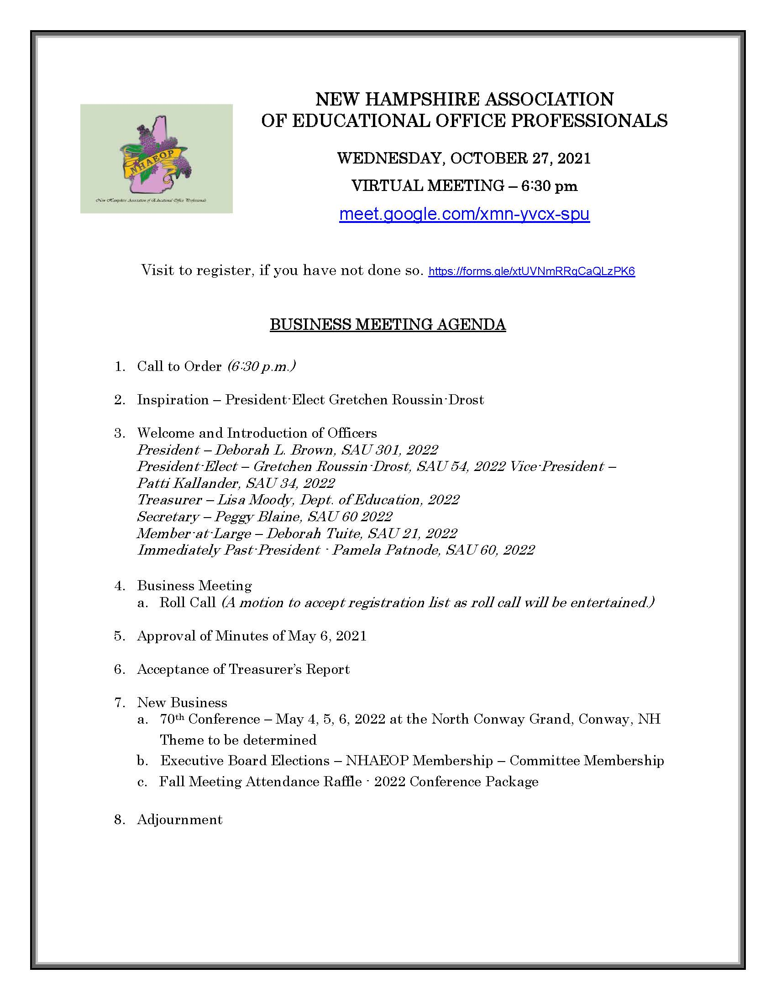 NEW HAMPSHIRE ASSOCIATION
OF EDUCATIONAL OFFICE PROFESSIONALS
WEDNESDAY, OCTOBER 27, 2021
VIRTUAL MEETING – 6:30 pm
meet.google.com/xmn-yvcx-spu
NHAEOP
New Hampshire Association of Educational Office Professionals
Visit to register, if you have not done so. https://forms.gle/xtUVNmRRqCaQLzPK6
BUSINESS MEETING AGENDA
1. Call to Order (6:30 p.m.)
2. Inspiration – President-Elect Gretchen Roussin-Drost
3. Welcome and Introduction of Officers
President – Deborah L. Brown, SAU 301, 2022
President-Elect – Gretchen Roussin-Drost, SAU 54, 2022 Vice-President –
Patti Kallander, SAU 34, 2022
Treasurer – Lisa Moody, Dept. of Education, 2022
Secretary – Peggy Blaine, SAU 60 2022
Member-at-Large – Deborah Tuite, SAU 21, 2022
Immediately Past-President - Pamela Patnode, SAU 60, 2022
4. Business Meeting
a. Roll Call (A motion to accept registration list as roll call will be entertained.)
5. Approval of Minutes of May 6, 2021
6. Acceptance of Treasurer’s Report
7. New Business
a. 70th Conference – May 4, 5, 6, 2022 at the North Conway Grand, Conway, NH
Theme to be determined
b. Executive Board Elections – NHAEOP Membership – Committee Membership
c. Fall Meeting Attendance Raffle - 2022 Conference Package
8. Adjournment